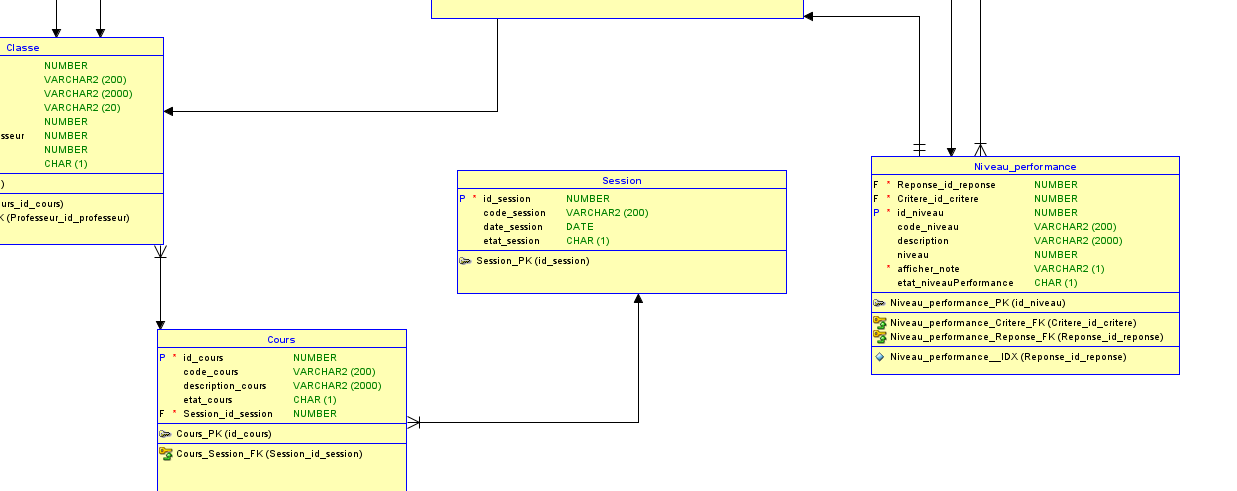 Classe
NUMBER
VARCHAR2 (200)
VARCHAR2 (2000)
VARCHAR2 (20)
NUMBER
sseur NUMBER
NUMBER
CHAR (1)
)
urs_id_cours)
K (Professeur_id_professeur)
Session
P * id_session NUMBER
code_session VARCHAR2 (200)
date_session DATE
etat_session CHAR (1)
Session_PK (id_session)
Niveau_performance
F * Reponse_id_reponse NUMBER
F * Critere_id_critere NUMBER
P * id_niveau NUMBER
code_niveau VARCHAR2 (200)
description VARCHAR2 (2000)
niveau NUMBER
* afficher_note VARCHAR2 (1)
etat_niveauPerformance CHAR (1)
Niveau_performance_PK (id_niveau)
Niveau_performance_Critere_FK (Critere_id_critere)
Niveau_performance_Reponse_FK (Reponse_id_reponse)
Niveau_performance__IDX (Reponse_id_reponse)
Cours
P * id_cours NUMBER
code_cours VARCHAR2 (200)
description_cours VARCHAR2 (2000)
etat_cours CHAR (1)
F * Session_id_session NUMBER
Cours_PK (id_cours)
Cours_Session_FK (Session_id_session)